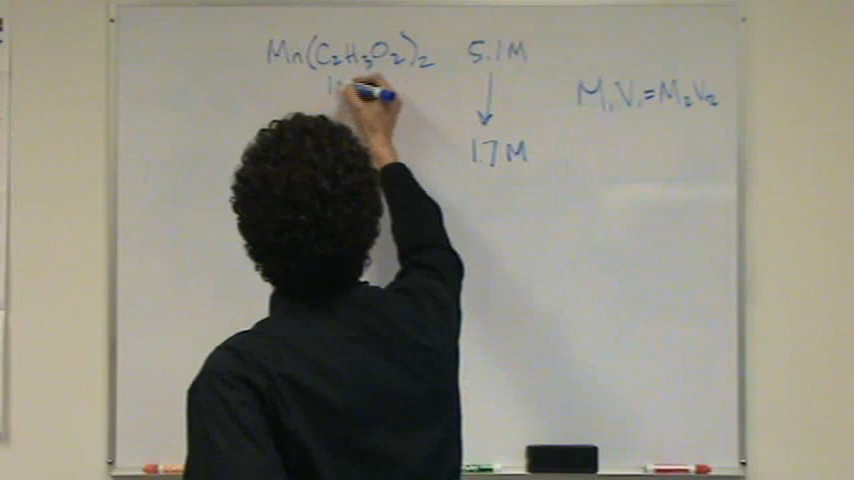 Mn(C₂H₃O₂)₂ 5.1M
↓
1.7M
M₁V₁=M₂V₂